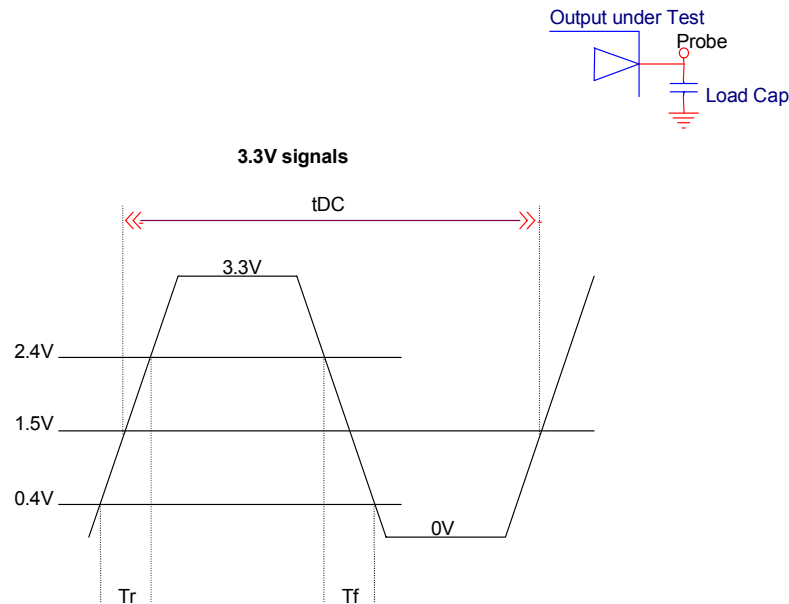 Output under Test
Probe
Load Cap
3.3V signals
tDC
3.3V
2.4V
1.5V
0.4V
0V
Tr
Tf